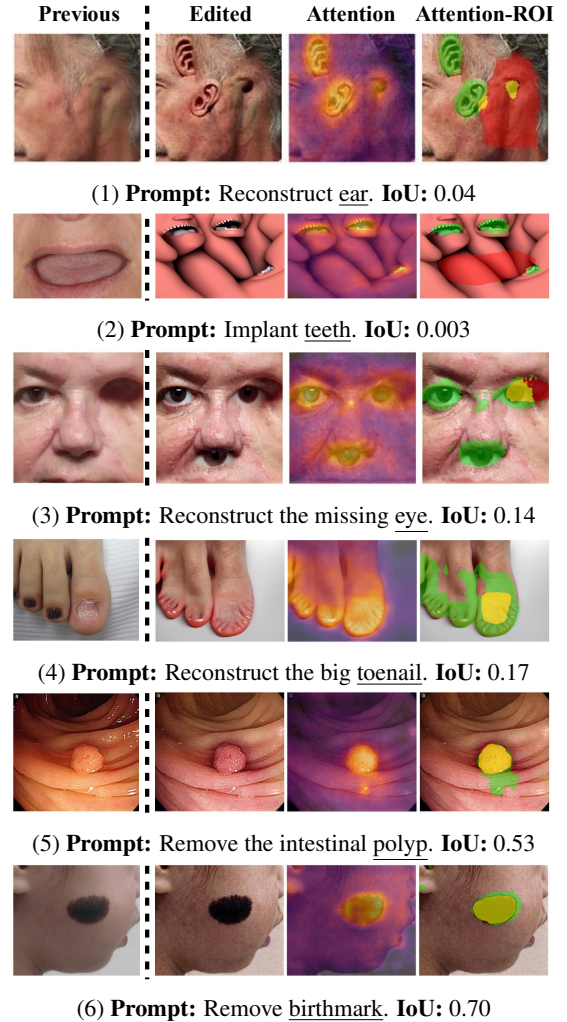 Previous Edited Attention Attention-ROI
(1) Prompt: Reconstruct ear. IoU: 0.04
(2) Prompt: Implant teeth. IoU: 0.003
(3) Prompt: Reconstruct the missing eye. IoU: 0.14
(4) Prompt: Reconstruct the big toenail. IoU: 0.17
(5) Prompt: Remove the intestinal polyp. IoU: 0.53
(6) Prompt: Remove birthmark. IoU: 0.70